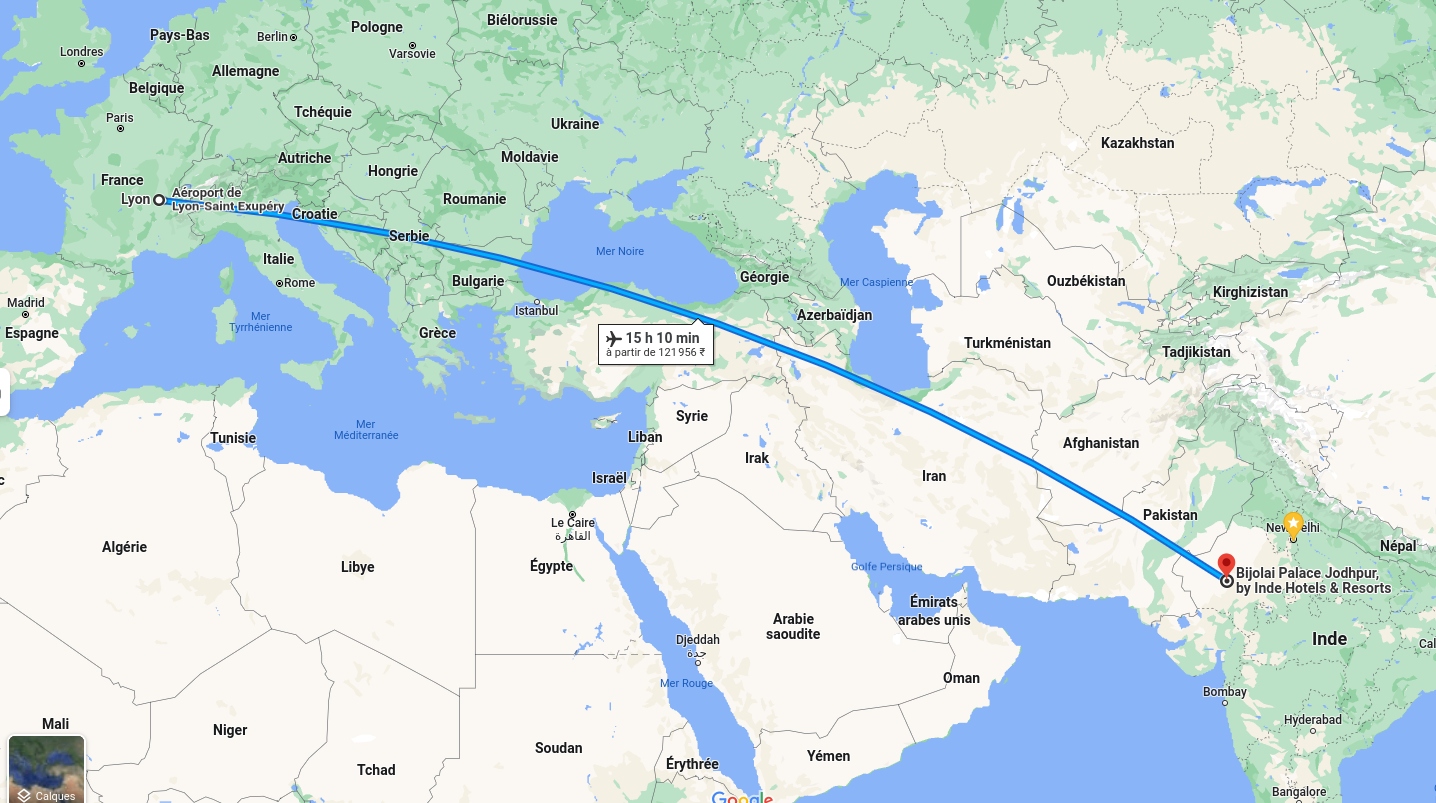 Biélorussie
Pologne
Pays-Bas
Berlin
Londres
Varsovie
Allemagne
Belgique
Tchéquie
Paris
Ukraine
Kazakhstan
Autriche
Moldavie
Hongrie
France
Aéroport de
Lyon-Saint Exupéry
Lyon
Roumanie
Croatie
Serbie
Mer Noire
Italie
Géorgie
Bulgarie
Rome
Mer Caspienne
Ouzbékistan
Kirghizistan
Madrid
Istanbul
Mer
Tyrrhénienne
Azerbaïdjan
Espagne
Grèce
15 h 10 min
à partir de 121 956 ₹
Turkménistan
Tadjikistan
Syrie
Mer
Méditerranée
Tunisie
Liban
Afghanistan
Irak
Israël
Iran
Pakistan
Le Caire
القاهرة
Algérie
Népal
Libye
Égypte
Golfe Persique
Bijolai Palace Jodhpur,
by Inde Hotels & Resorts
Émirats
arabes unis
Arabie
saoudite
Djeddah
جدة
Inde
Oman
Mer Rouge
Bombay
Mali
Niger
Hyderabad
Soudan
Yémen
Érythrée
Tchad
Bangalore
Calques
Google